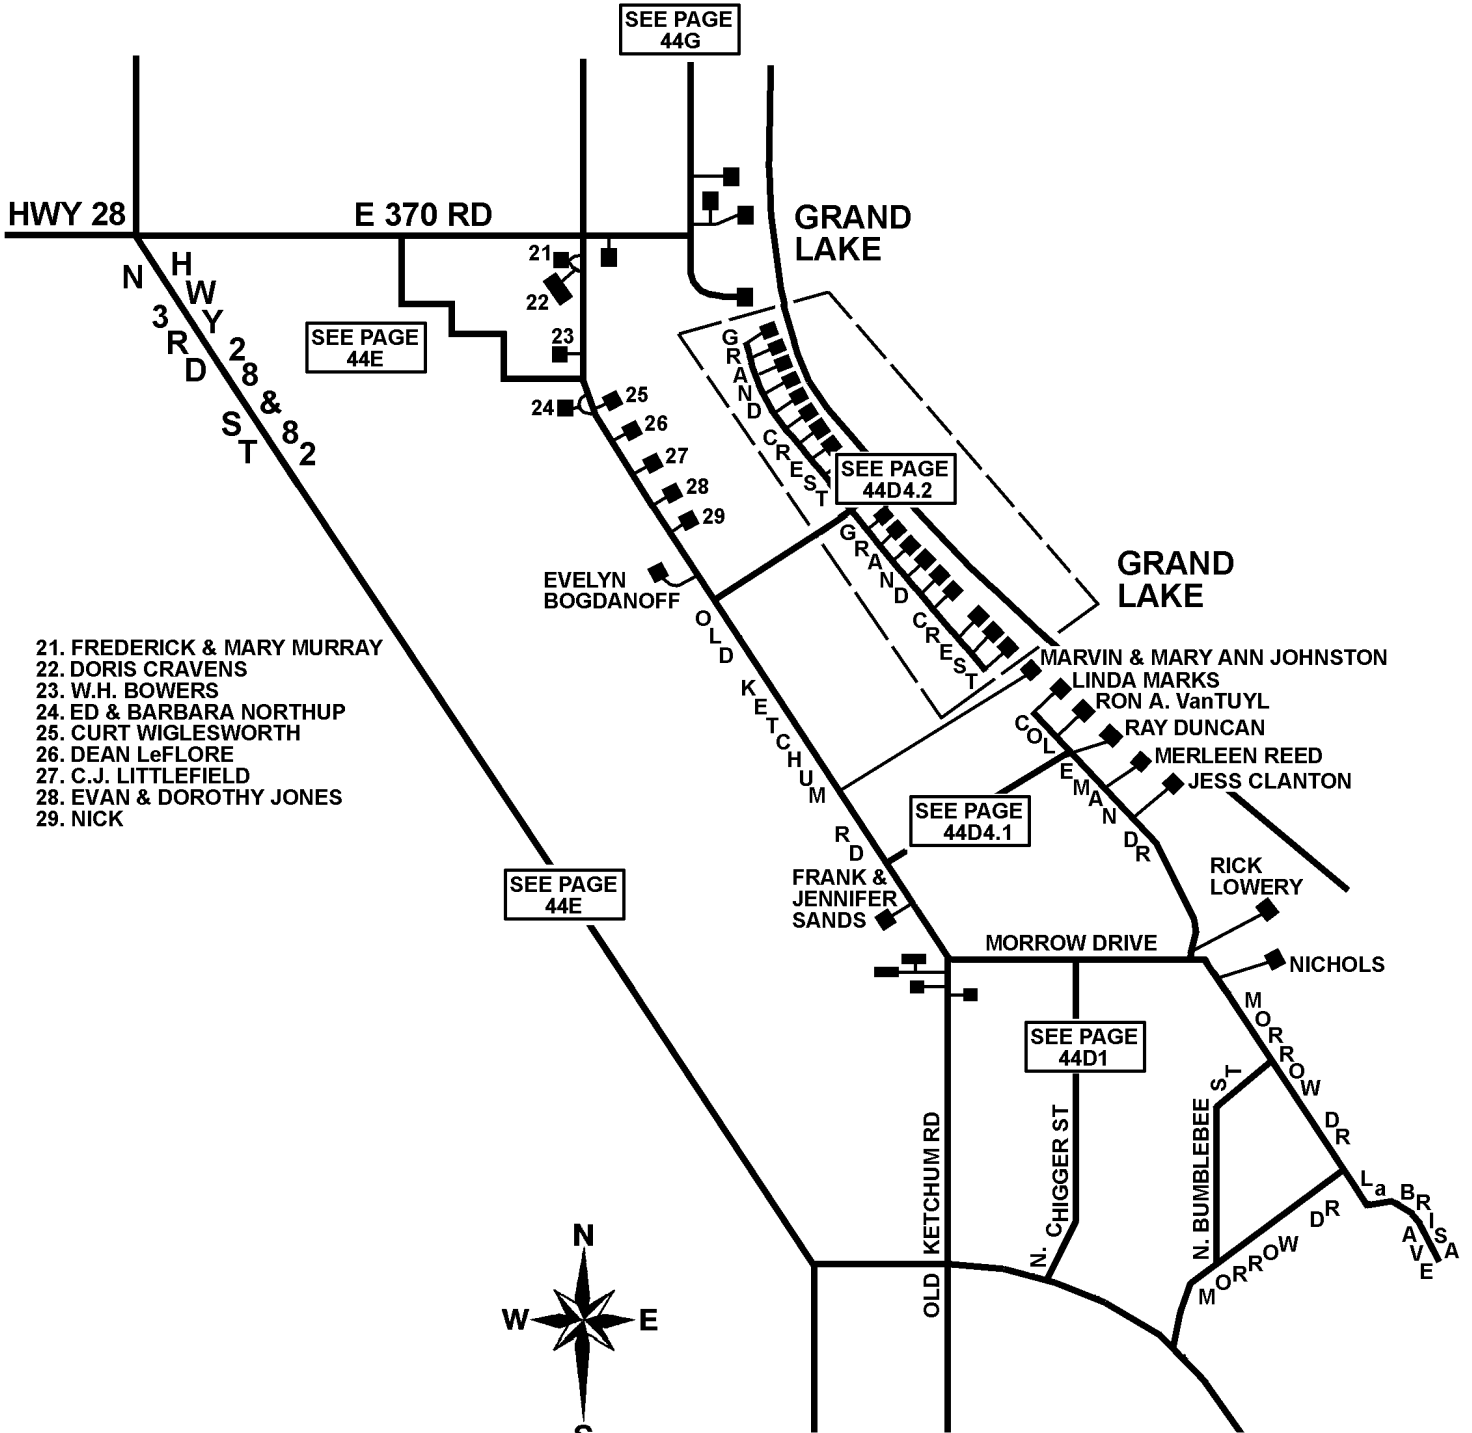 SEE PAGE
44G
HWY 28
E 370 RD
GRAND
LAKE
N 3RD ST
HWY 28 & 82
21
22
23
SEE PAGE
44E
24
25
26
27
28
29
GRAND CREST
SEE PAGE
44D4.2
GRAND CREST
GRAND
LAKE
EVELYN
BOGDANOFF
OLD KETCHUM RD
21. FREDERICK & MARY MURRAY
22. DORIS CRAVENS
23. W.H. BOWERS
24. ED & BARBARA NORTHUP
25. CURT WIGLESWORTH
26. DEAN LeFLORE
27. C.J. LITTLEFIELD
28. EVAN & DOROTHY JONES
29. NICK
MARVIN & MARY ANN JOHNSTON
LINDA MARKS
RON A. VanTUYL
RAY DUNCAN
MERLEEN REED
JESS CLANTON
COLEMAN DR
SEE PAGE
44D4.1
SEE PAGE
44E
FRANK &
JENNIFER
SANDS
RICK
LOWERY
MORROW DRIVE
NICHOLS
MORROW DR
SEE PAGE
44D1
OLD KETCHUM RD
N. CHIGGER ST
N. BUMBLEBEE ST
MORROW DR
La BRISA
AVE
N
W
E
S